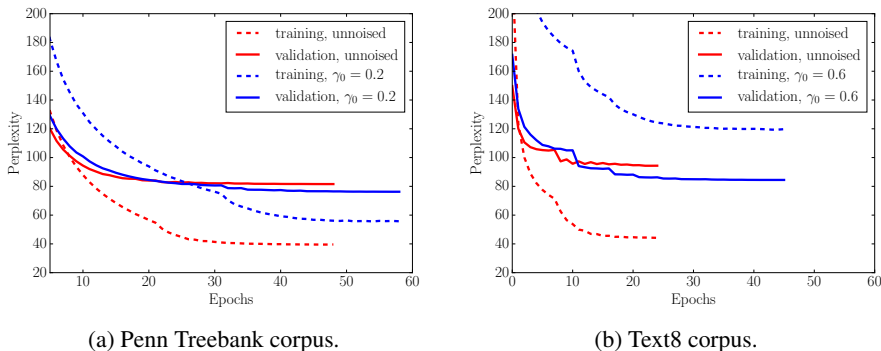 200
180
160
140
120
100
80
60
40
20
Perplexity
10 20 30 40 50 60
Epochs
training, unnoised
validation, unnoised
training, γ₀ = 0.2
validation, γ₀ = 0.2
(a) Penn Treebank corpus.
200
180
160
140
120
100
80
60
40
20
Perplexity
0 10 20 30 40 50 60
Epochs
training, unnoised
validation, unnoised
training, γ₀ = 0.6
validation, γ₀ = 0.6
(b) Text8 corpus.